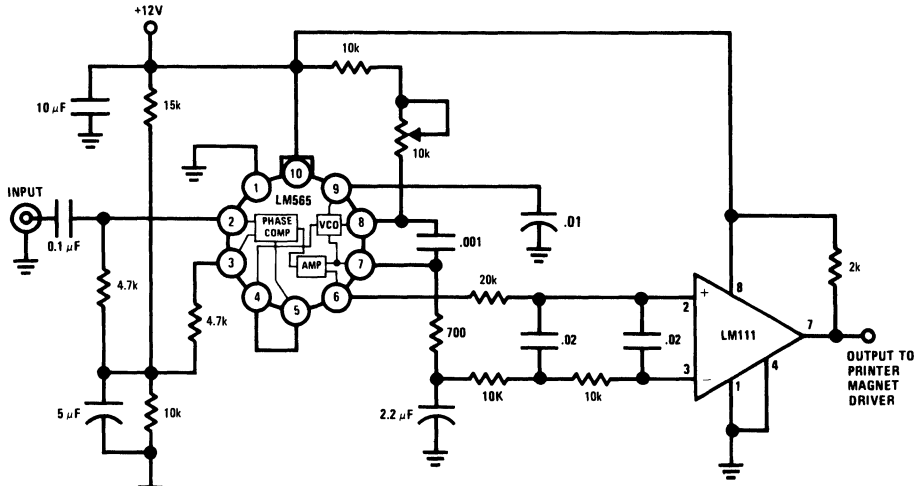 +12V
10k
10 µF
15k
10k
1
10
9
LM565
INPUT
2
PHASE COMP
VCO
8
.01
0.1 µF
.001
3
AMP
7
4.7k
4
5
6
20k
8
2k
4.7k
+
2
700
.02
.02
LM111
7
3
–
4
1
OUTPUT TO
PRINTER
MAGNET
DRIVER
10K
10k
5 µF
10k
2.2 µF